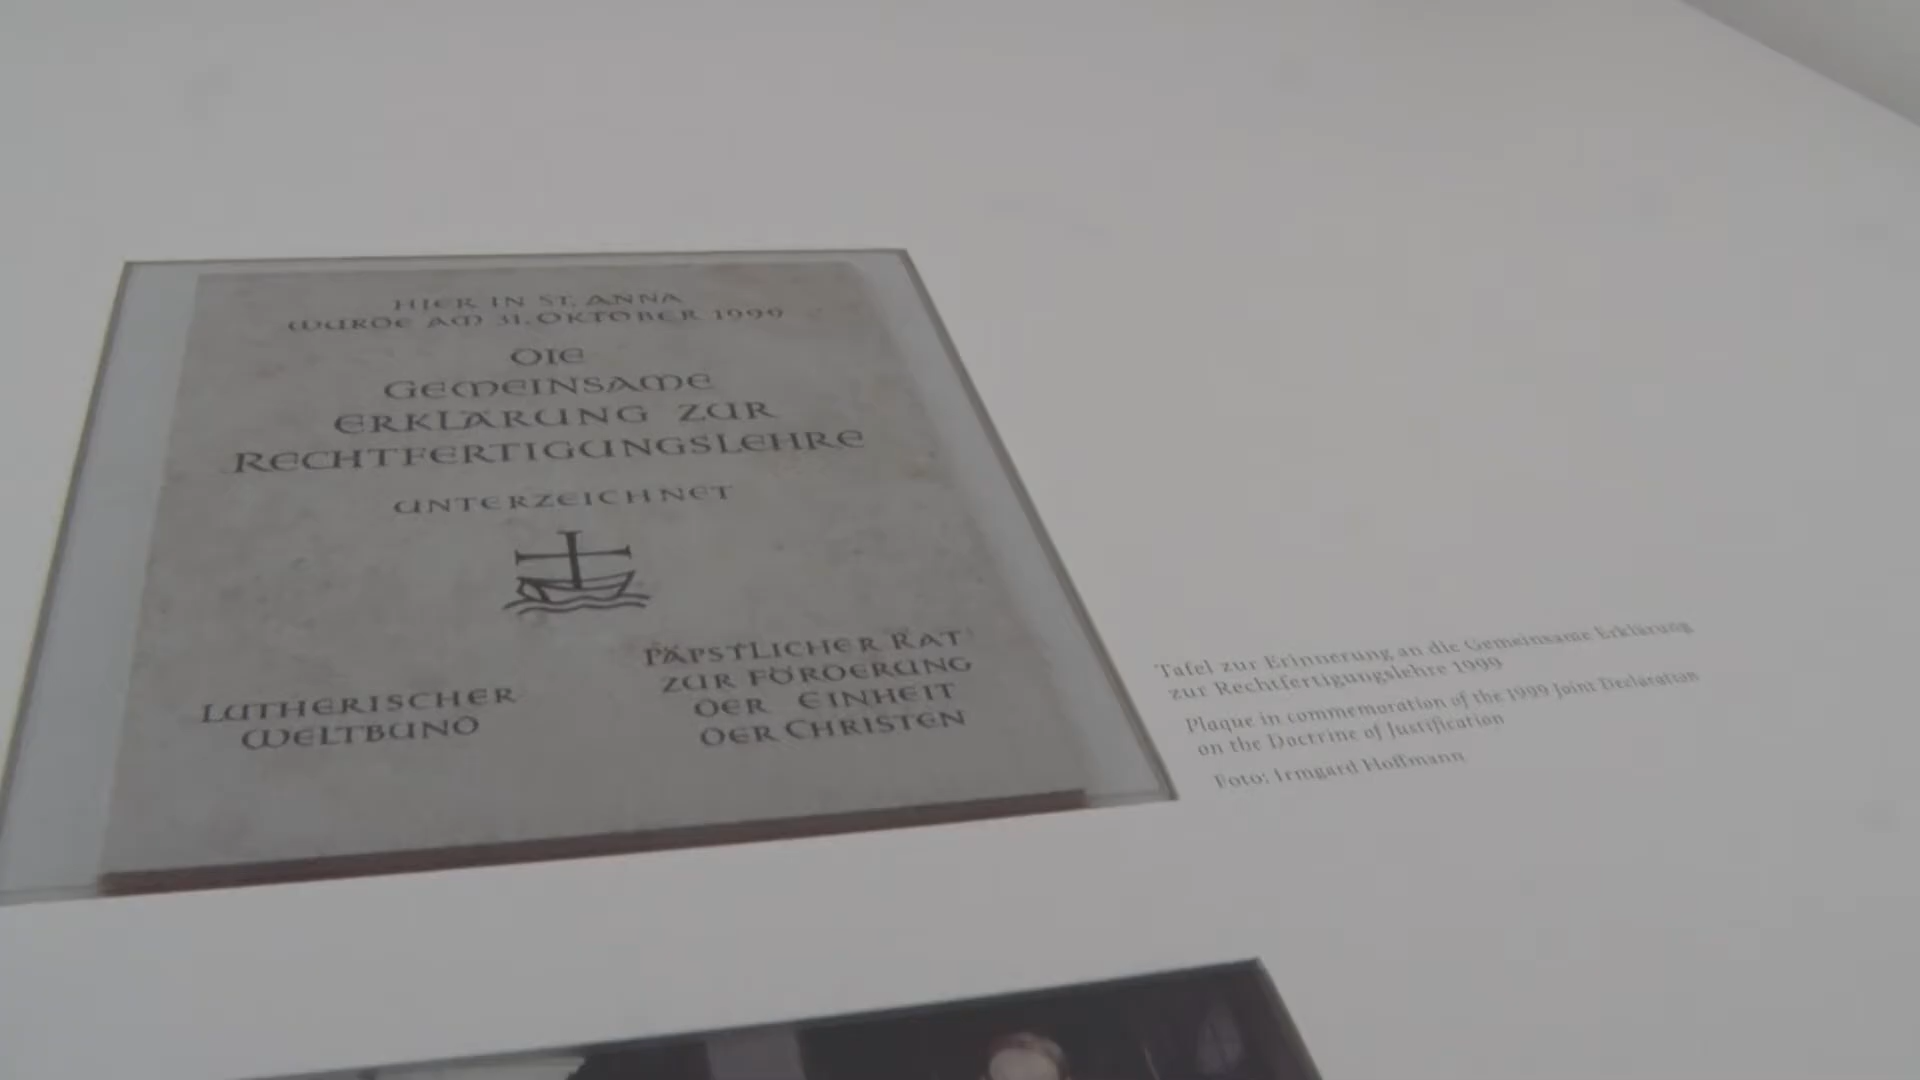 HIER IN ST. ANNA
WURDE AM 31. OKTOBER 1999
DIE
GEMEINSAME
ERKLÄRUNG ZUR
RECHTFERTIGUNGSLEHRE
UNTERZEICHNET
LUTHERISCHER
WELTBUND
PÄPSTLICHER RAT
ZUR FÖRDERUNG
DER EINHEIT
DER CHRISTEN
Tafel zur Erinnerung an die Gemeinsame Erklärung
zur Rechtfertigungslehre 1999
Plaque in commemoration of the 1999 Joint Declaration
on the Doctrine of Justification
Foto: Irmgard Hoffmann